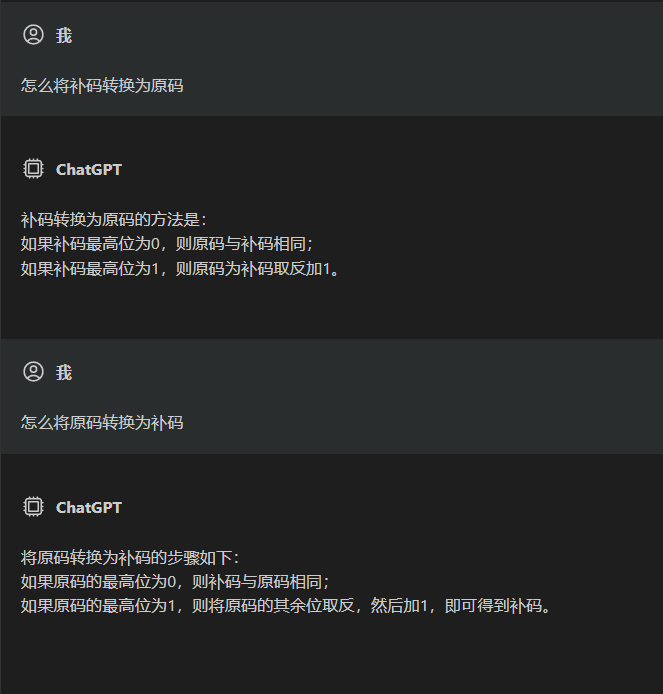 我
怎么将补码转换为原码
ChatGPT
补码转换为原码的方法是：
如果补码最高位为0，则原码与补码相同；
如果补码最高位为1，则原码为补码取反加1。
我
怎么将原码转换为补码
ChatGPT
将原码转换为补码的步骤如下：
如果原码的最高位为0，则补码与原码相同；
如果原码的最高位为1，则将原码的其余位取反，然后加1，即可得到补码。